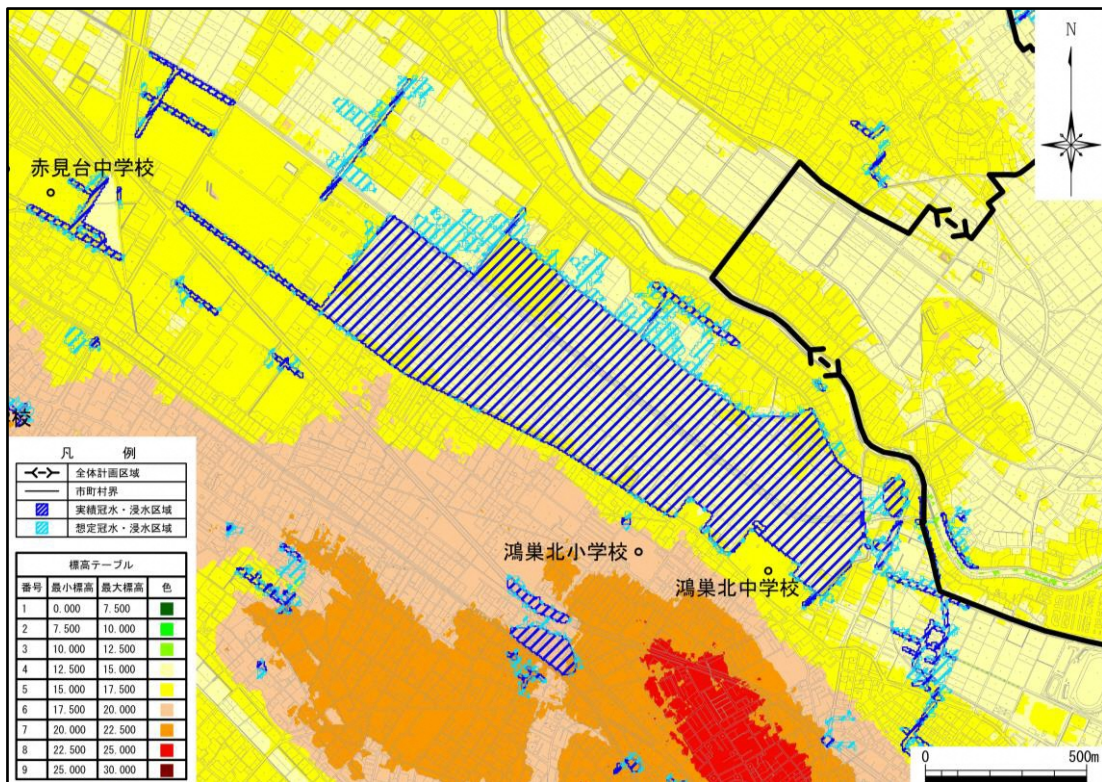 N
赤見台中学校
校
鴻巣北小学校
鴻巣北中学校
凡 例
全体計画区域
市町村界
実績冠水・浸水区域
想定冠水・浸水区域
標高テーブル
番号 最小標高 最大標高 色
1 0.000 7.500
2 7.500 10.000
3 10.000 12.500
4 12.500 15.000
5 15.000 17.500
6 17.500 20.000
7 20.000 22.500
8 22.500 25.000
9 25.000 30.000
0 500m